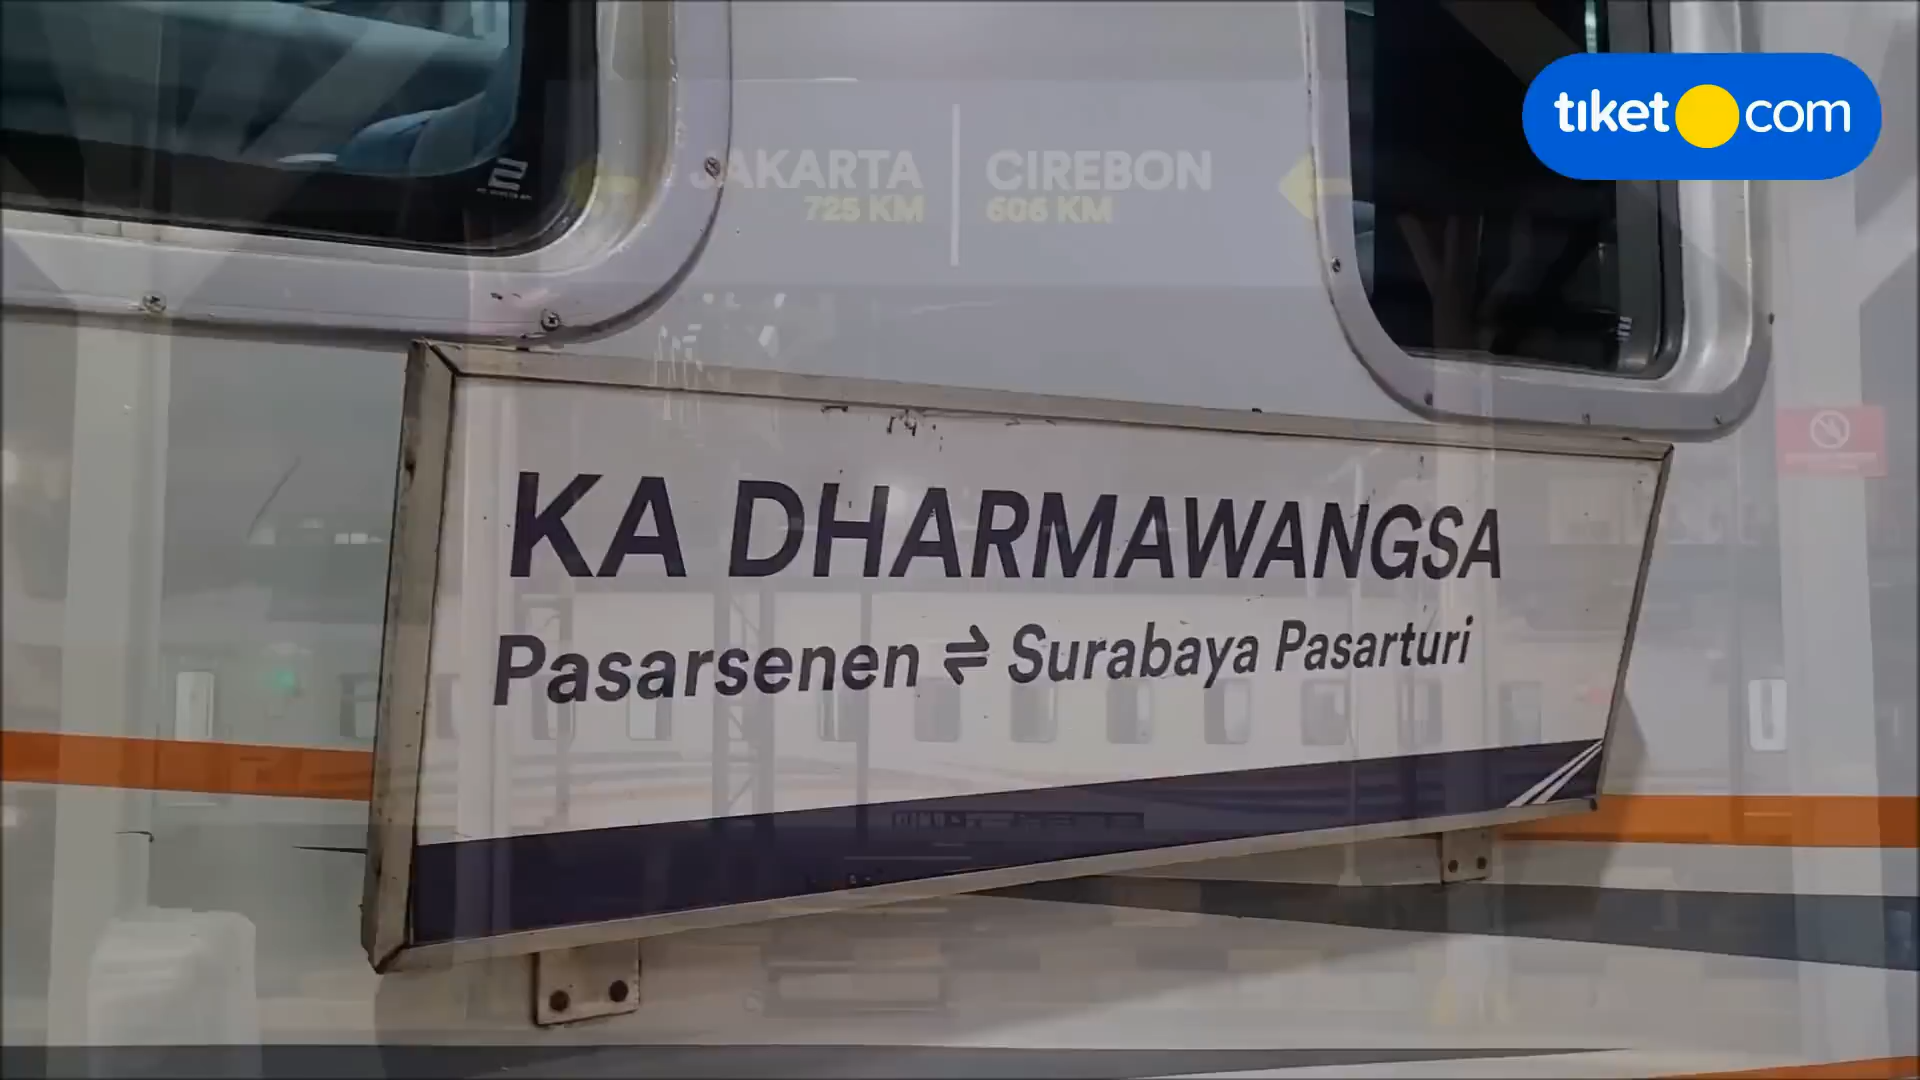 tiket com
JAKARTA
725 KM
CIREBON
606 KM
KA DHARMAWANGSA
Pasarsenen ⇌ Surabaya Pasarturi